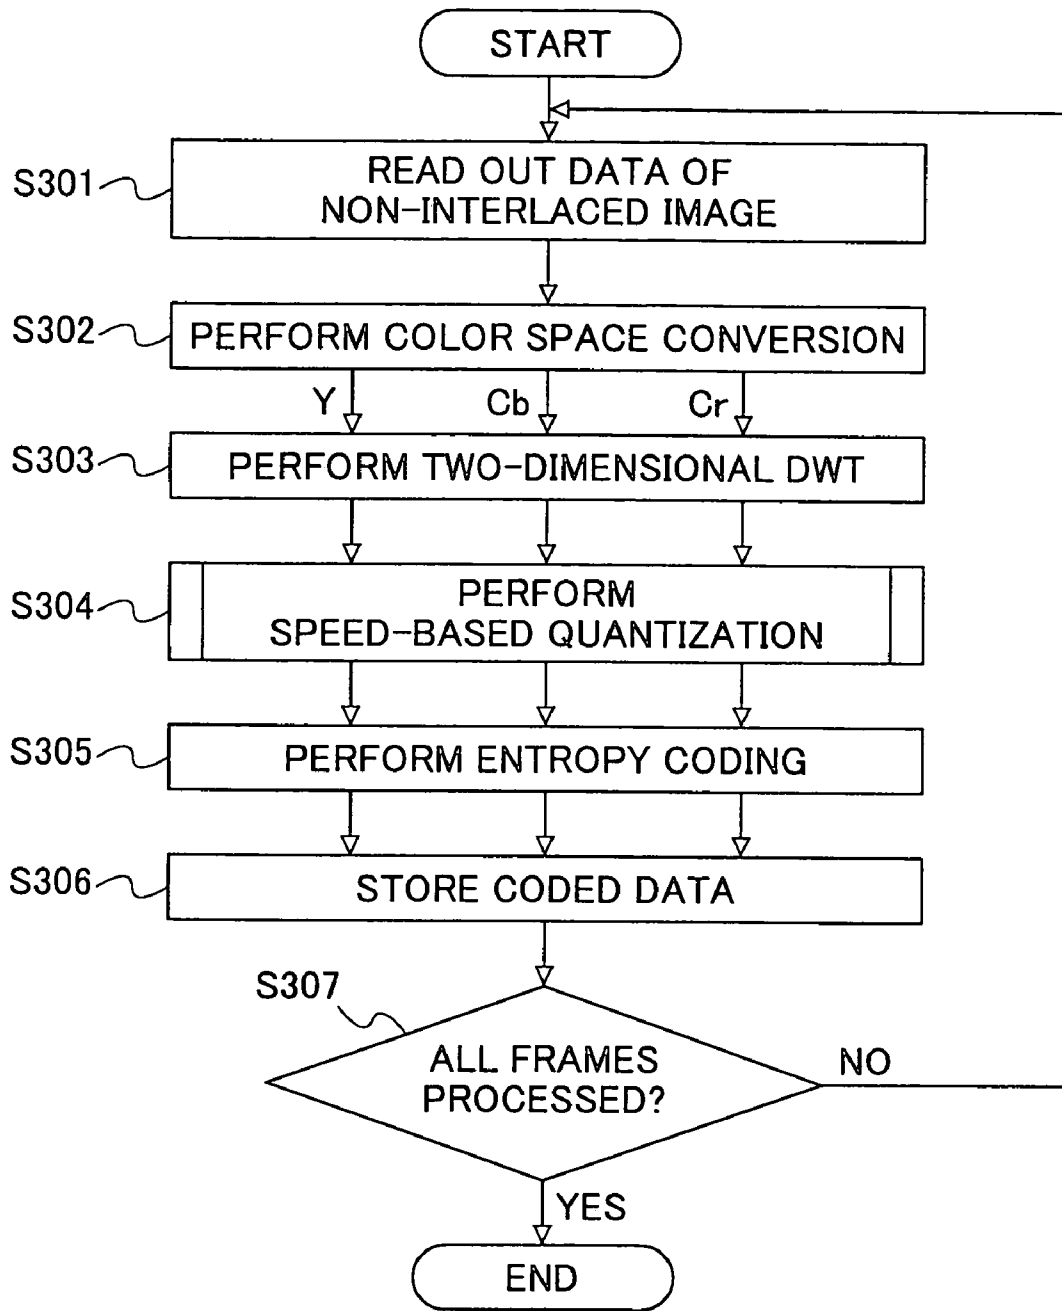 START
S301
READ OUT DATA OF
NON-INTERLACED IMAGE
S302
PERFORM COLOR SPACE CONVERSION
Y
Cb
Cr
S303
PERFORM TWO-DIMENSIONAL DWT
S304
PERFORM
SPEED-BASED QUANTIZATION
S305
PERFORM ENTROPY CODING
S306
STORE CODED DATA
S307
ALL FRAMES
PROCESSED?
NO
YES
END